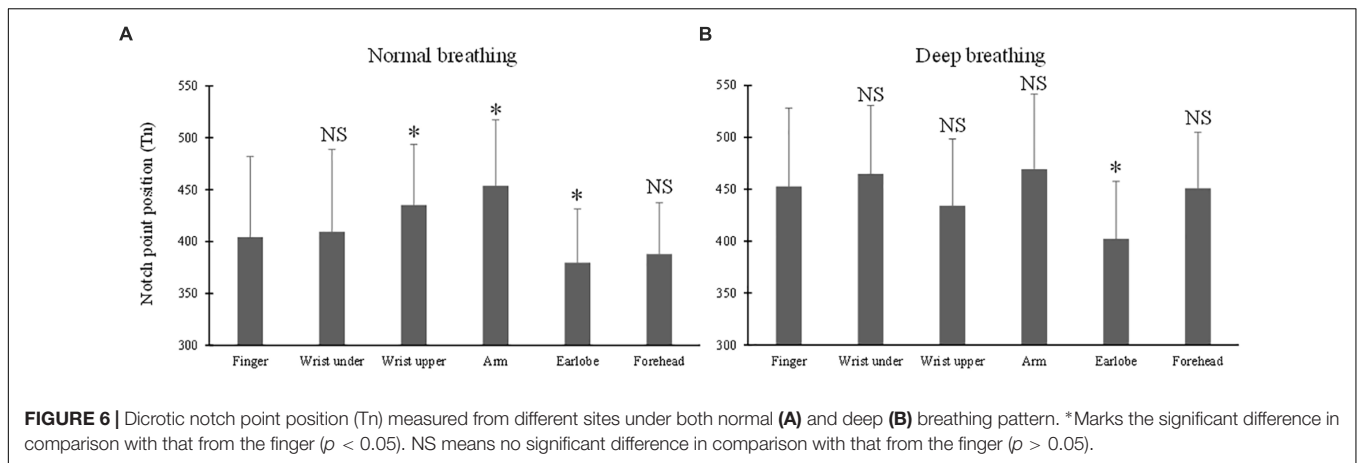 A
Normal breathing
Notch point position (Tn)
550
500
450
400
350
300
NS
*
*
*
NS
Finger
Wrist under
Wrist upper
Arm
Earlobe
Forehead
B
Deep breathing
550
500
450
400
350
300
NS
NS
NS
*
NS
Finger
Wrist under
Wrist upper
Arm
Earlobe
Forehead
FIGURE 6 | Dicrotic notch point position (Tn) measured from different sites under both normal (A) and deep (B) breathing pattern. *Marks the significant difference in
comparison with that from the finger (p < 0.05). NS means no significant difference in comparison with that from the finger (p > 0.05).